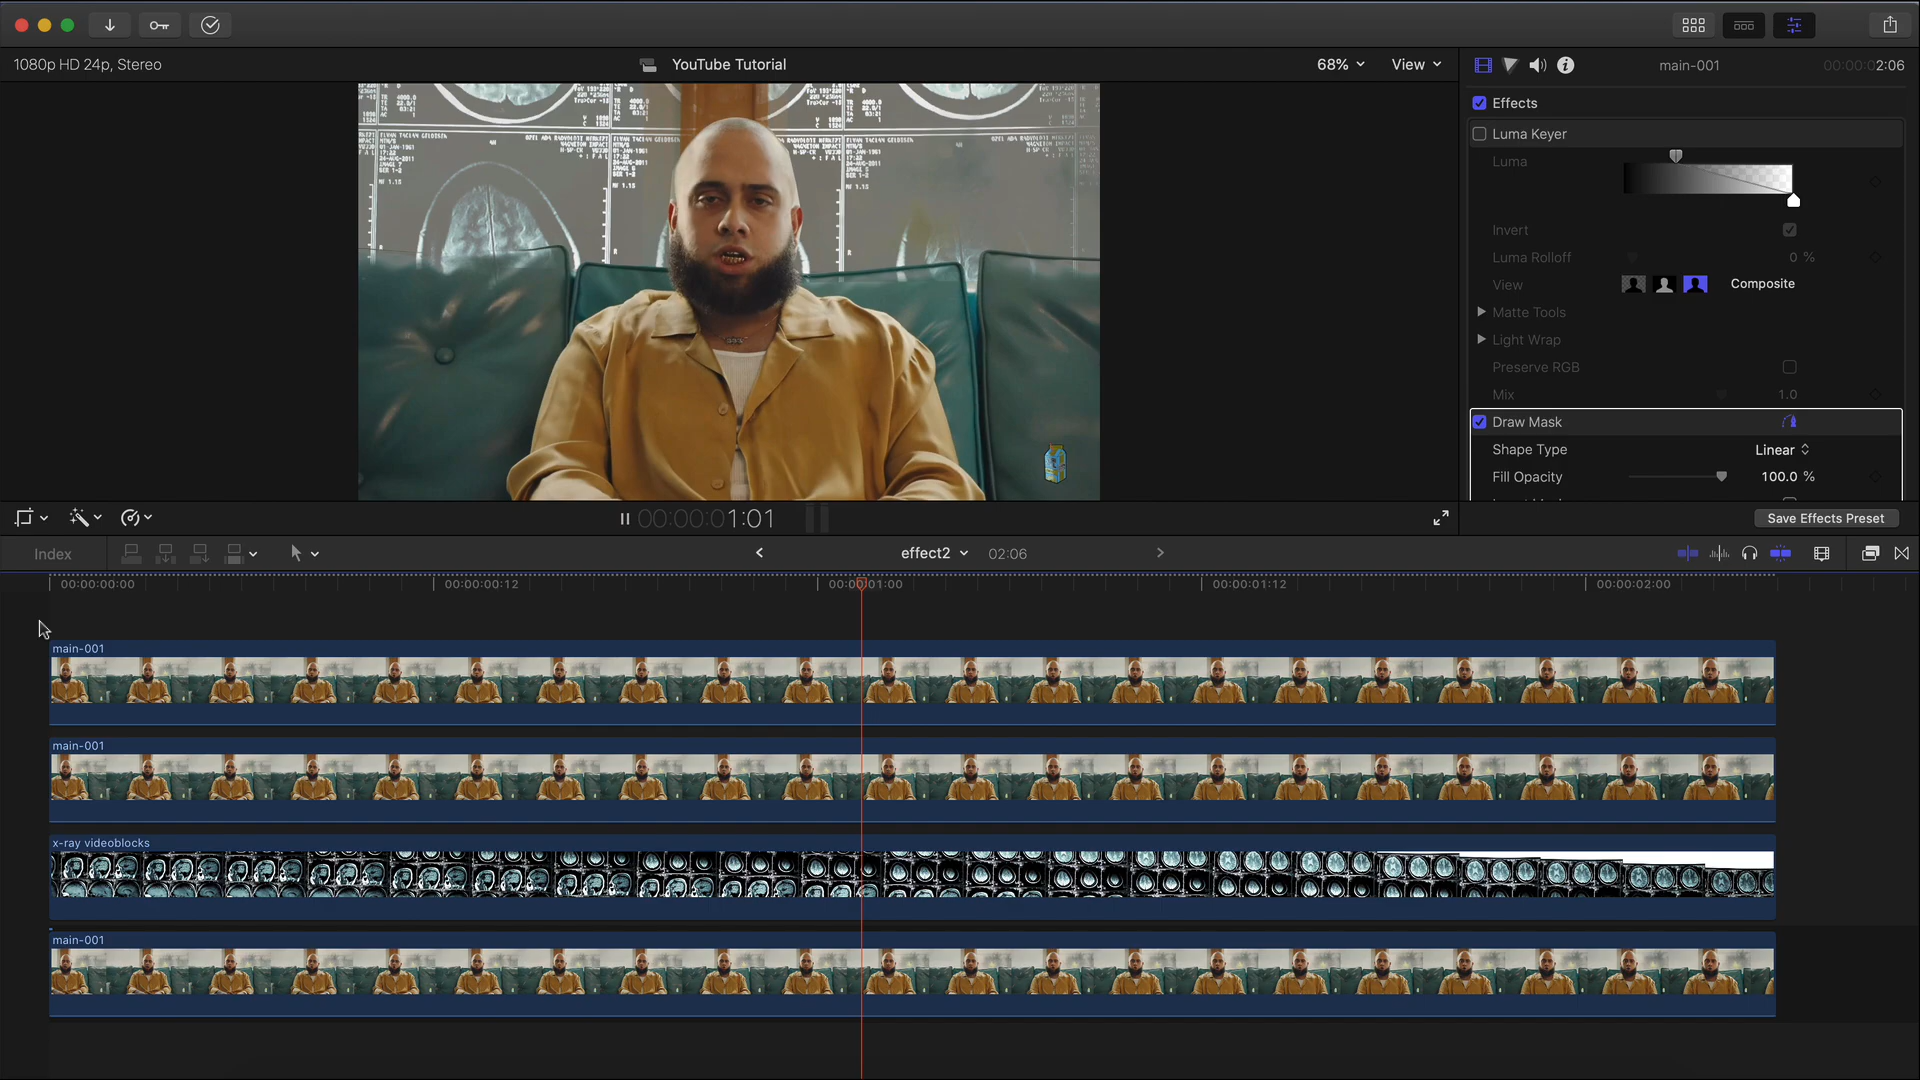 1080p HD 24p, Stereo
YouTube Tutorial
68%
View
main-001
00:00:02:06
Effects
Luma Keyer
Luma
Invert
Luma Rolloff
0 %
View
Composite
Matte Tools
Light Wrap
Preserve RGB
Mix
1.0
Draw Mask
Shape Type
Linear
Fill Opacity
100.0 %
Save Effects Preset
00:00:01:01
Index
effect2
02:06
00:00:00:00
00:00:00:12
00:00:01:00
00:00:01:12
00:00:02:00
main-001
main-001
x-ray videoblocks
main-001